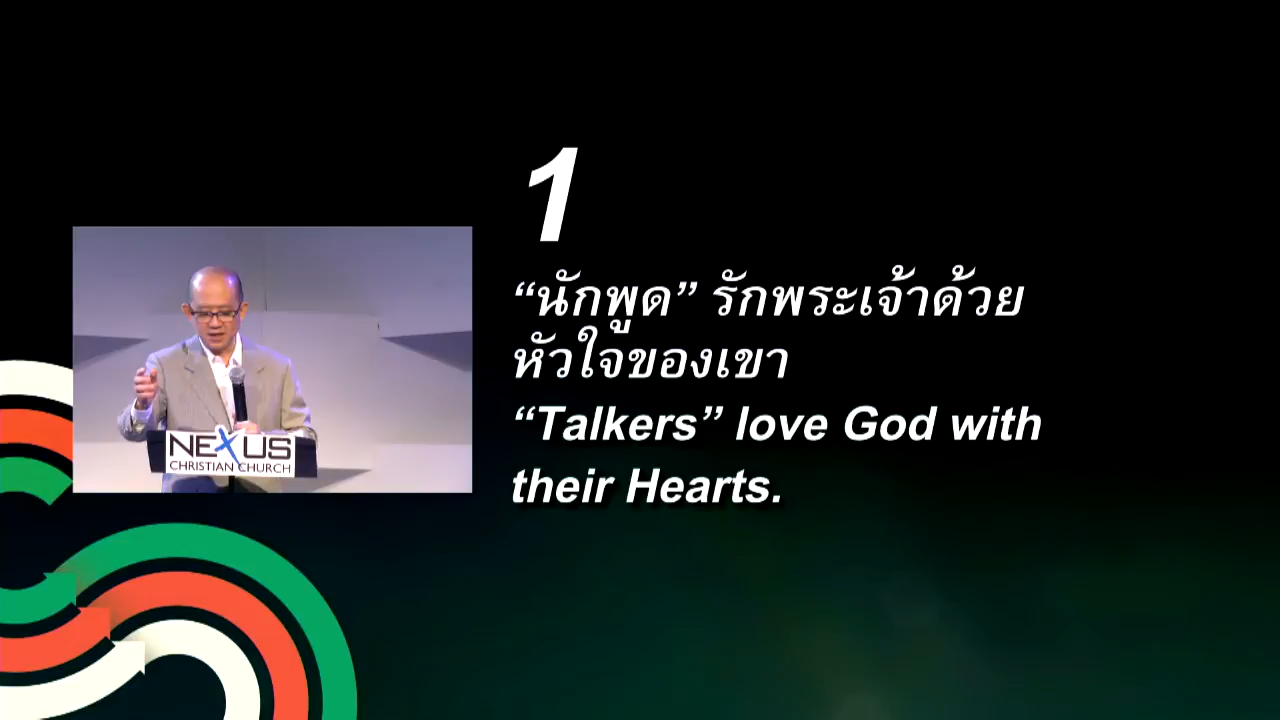 1
“นักพูด” รักพระเจ้าด้วย
หัวใจของเขา
“Talkers” love God with
their Hearts.
NEXUS
CHRISTIAN CHURCH